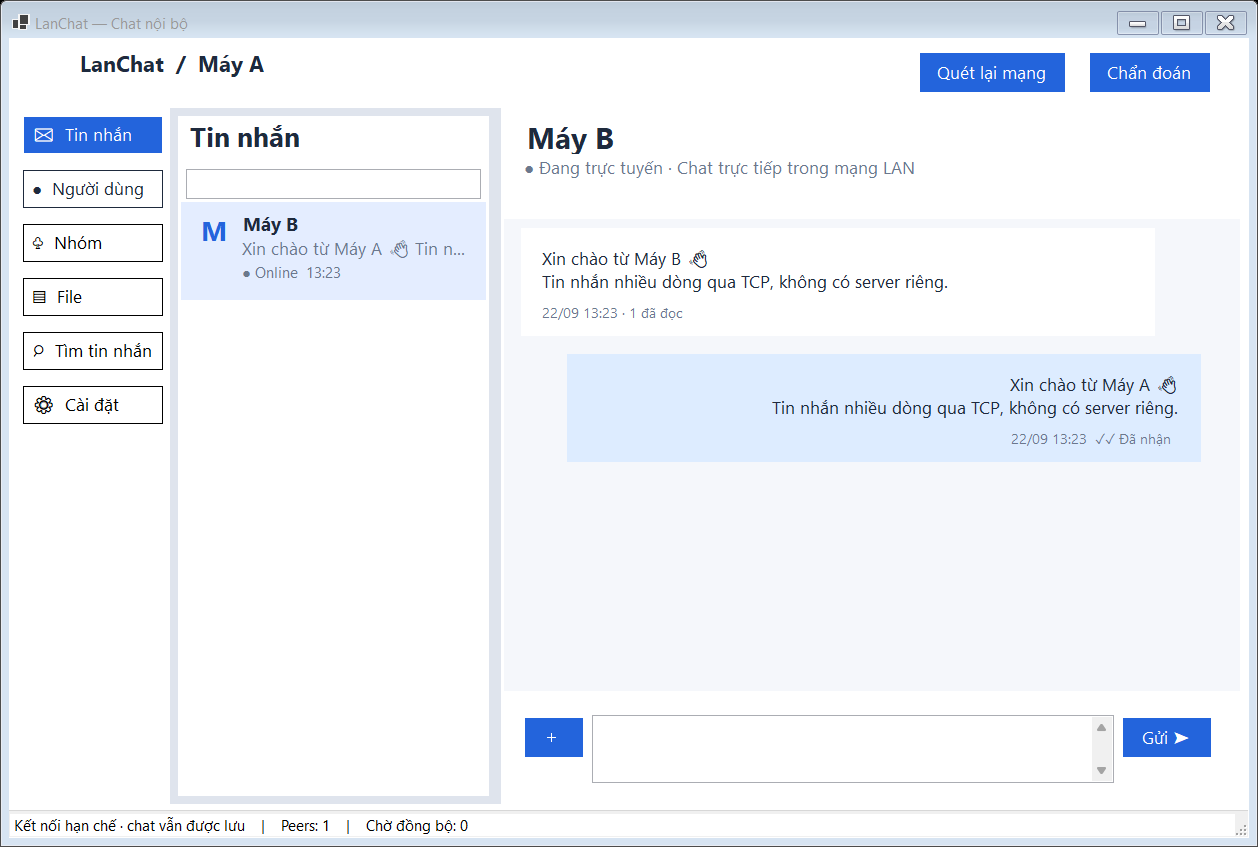 LanChat — Chat nội bộ
LanChat / Máy A
Quét lại mạng
Chẩn đoán
Tin nhắn
Người dùng
Nhóm
File
Tìm tin nhắn
Cài đặt
Tin nhắn
M
Máy B
Xin chào từ Máy A 👋 Tin n...
● Online 13:23
Máy B
● Đang trực tuyến · Chat trực tiếp trong mạng LAN
Xin chào từ Máy B 👋
Tin nhắn nhiều dòng qua TCP, không có server riêng.
22/09 13:23 · 1 đã đọc
Xin chào từ Máy A 👋
Tin nhắn nhiều dòng qua TCP, không có server riêng.
22/09 13:23 ✓✓ Đã nhận
+
Gửi ➤
Kết nối hạn chế · chat vẫn được lưu | Peers: 1 | Chờ đồng bộ: 0